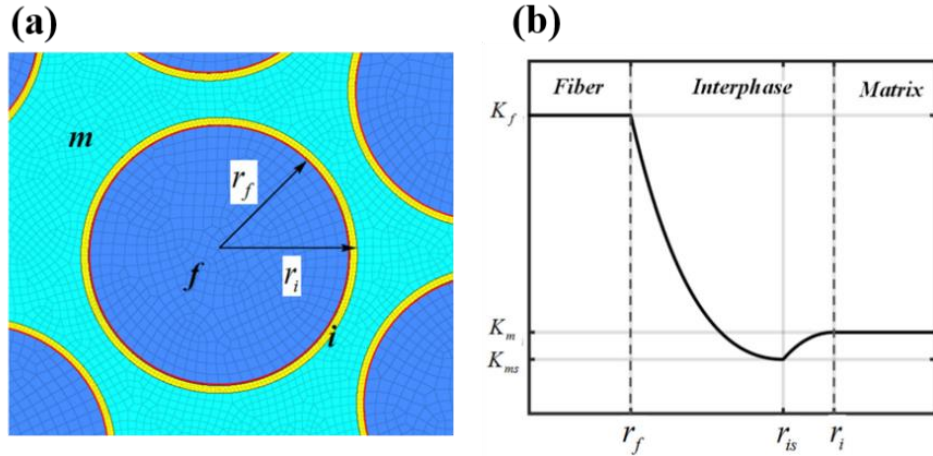 (a)
(b)
m
r_f
r_i
f
i
Fiber
Interphase
Matrix
K_f
K_m
K_ms
r_f
r_is
r_i